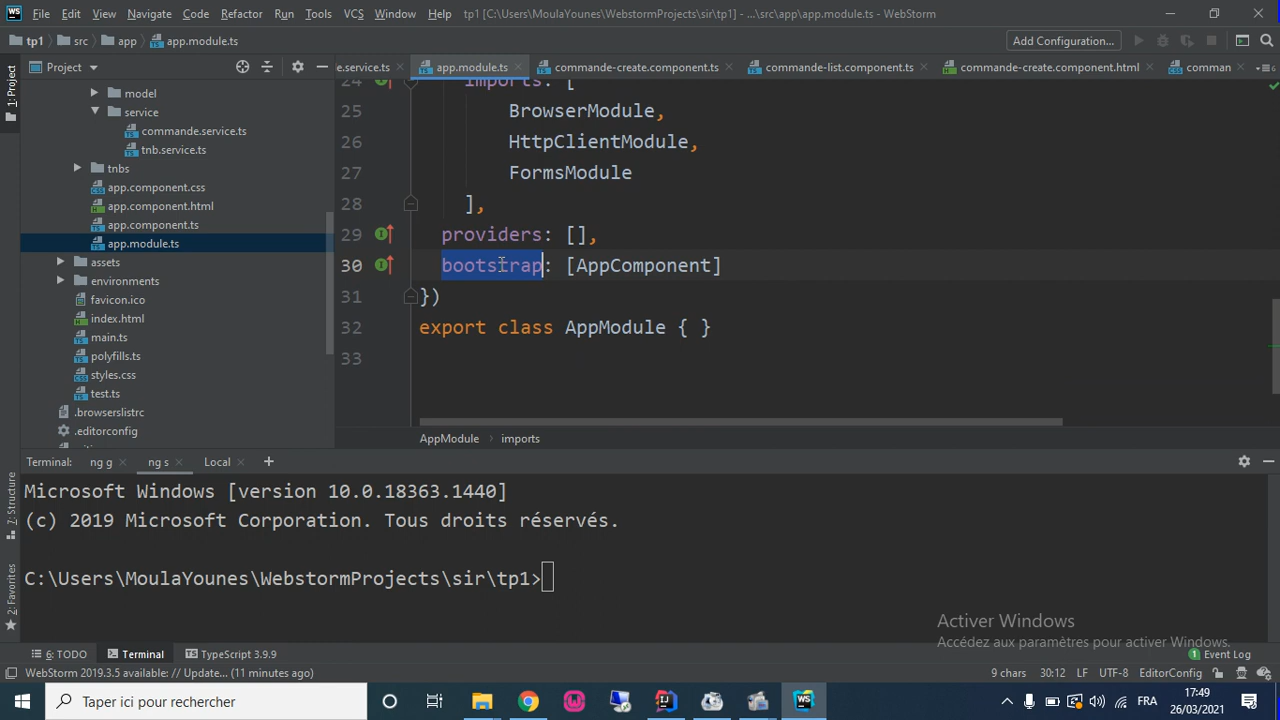 WS File Edit View Navigate Code Refactor Run Tools VCS Window Help tp1 [C:\Users\MoulaYounes\WebstormProjects\sir\tp1] - ...\src\app\app.module.ts - WebStorm
tp1 src app app.module.ts Add Configuration...
Project e.service.ts app.module.ts commande-create.component.ts commande-list.component.ts commande-create.component.html comman
1: Project
model
service
commande.service.ts
tnb.service.ts
tnbs
app.component.css
app.component.html
app.component.ts
app.module.ts
assets
environments
favicon.ico
index.html
main.ts
polyfills.ts
styles.css
test.ts
.browserslistrc
.editorconfig
24 imports: [
25 BrowserModule,
26 HttpClientModule,
27 FormsModule
28 ],
29 providers: [],
30 bootstrap: [AppComponent]
31 })
32 export class AppModule { }
33
AppModule imports
Terminal: ng g ng s Local
Microsoft Windows [version 10.0.18363.1440]
(c) 2019 Microsoft Corporation. Tous droits réservés.
C:\Users\MoulaYounes\WebstormProjects\sir\tp1>
Z: Structure
2: Favorites
Activer Windows
Accédez aux paramètres pour activer Windows.
6: TODO Terminal TypeScript 3.9.9 1 Event Log
WebStorm 2019.3.5 available: // Update... (11 minutes ago) 9 chars 30:12 LF UTF-8 EditorConfig
Taper ici pour rechercher FRA 17:49
26/03/2021